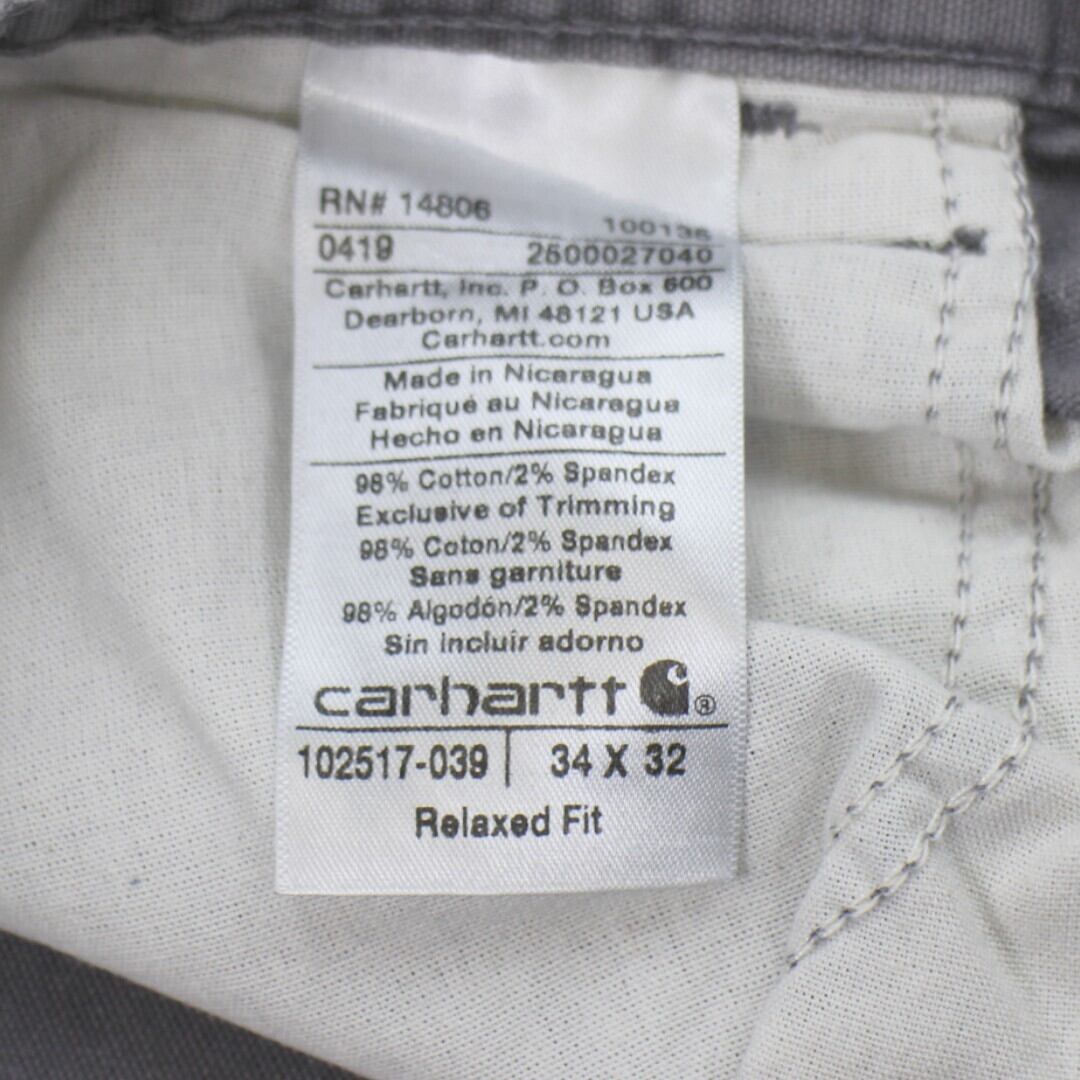 RN# 14806
100136
0419 2500027040
Carhartt, Inc. P. O. Box 600
Dearborn, MI 48121 USA
Carhartt.com
Made in Nicaragua
Fabriqué au Nicaragua
Hecho en Nicaragua
98% Cotton/2% Spandex
Exclusive of Trimming
98% Coton/2% Spandex
Sans garniture
98% Algodón/2% Spandex
Sin incluir adorno
carhartt ®
102517-039 34 X 32
Relaxed Fit